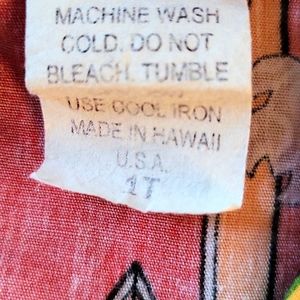 MACHINE WASH
COLD. DO NOT
BLEACH. TUMBLE
USE COOL IRON
MADE IN HAWAII
U.S.A.
1T